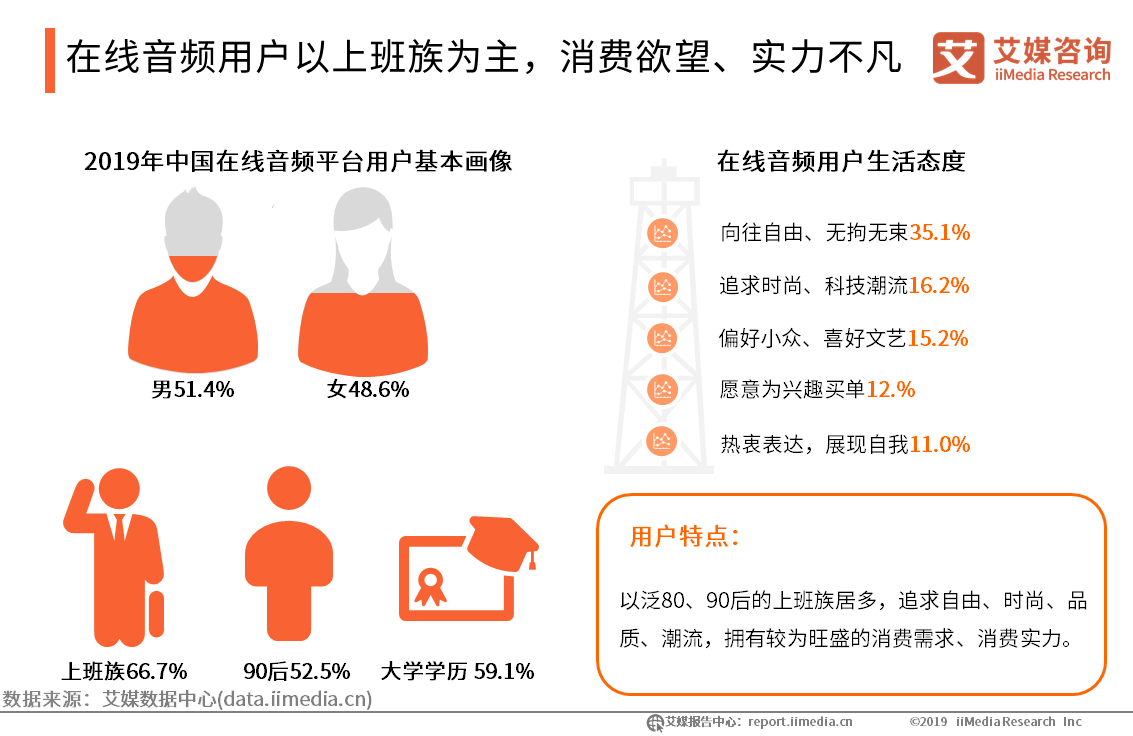 在线音频用户以上班族为主，消费欲望、实力不凡
艾媒咨询
iiMedia Research
2019年中国在线音频平台用户基本画像
男51.4%
女48.6%
上班族66.7%
90后52.5%
大学学历 59.1%
在线音频用户生活态度
向往自由、无拘无束35.1%
追求时尚、科技潮流16.2%
偏好小众、喜好文艺15.2%
愿意为兴趣买单12.%
热衷表达，展现自我11.0%
用户特点：
以泛80、90后的上班族居多，追求自由、时尚、品
质、潮流，拥有较为旺盛的消费需求、消费实力。
数据来源：艾媒数据中心(data.iimedia.cn)
艾媒报告中心：report.iimedia.cn ©2019 iiMedia Research Inc